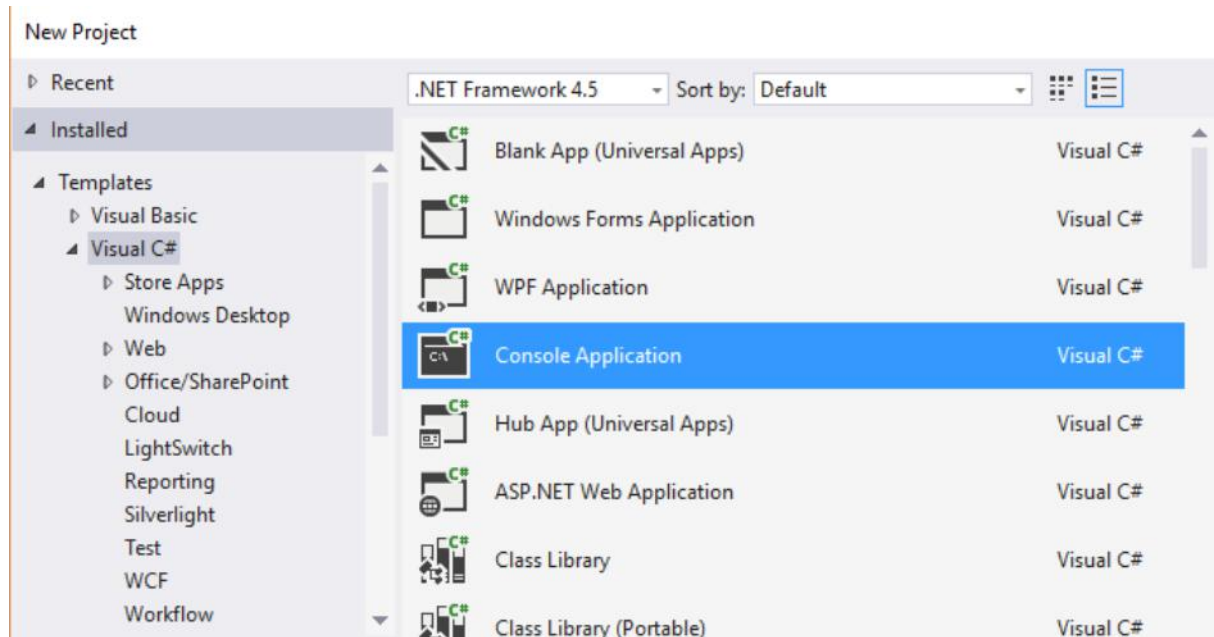 New Project
Recent
Installed
Templates
Visual Basic
Visual C#
Store Apps
Windows Desktop
Web
Office/SharePoint
Cloud
LightSwitch
Reporting
Silverlight
Test
WCF
Workflow
.NET Framework 4.5 Sort by: Default
C# Blank App (Universal Apps) Visual C#
C# Windows Forms Application Visual C#
C# WPF Application Visual C#
C:\ C# Console Application Visual C#
C# Hub App (Universal Apps) Visual C#
C# ASP.NET Web Application Visual C#
C# Class Library Visual C#
C# Class Library (Portable) Visual C#